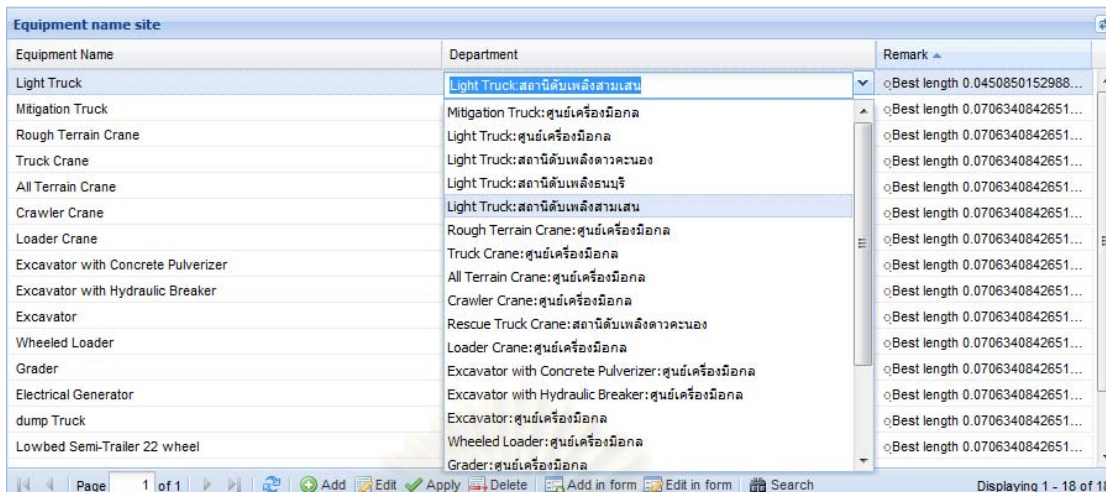 Equipment name site
Equipment Name Department Remark
Light Truck Light Truck:สถานีดับเพลิงสามเสน Best length 0.0450850152988...
Mitigation Truck Mitigation Truck:ศูนย์เครื่องมือกล Best length 0.0706340842651...
Rough Terrain Crane Light Truck:ศูนย์เครื่องมือกล Best length 0.0706340842651...
Truck Crane Light Truck:สถานีดับเพลิงดาวคะนอง Best length 0.0706340842651...
All Terrain Crane Light Truck:สถานีดับเพลิงธนบุรี Best length 0.0706340842651...
Crawler Crane Light Truck:สถานีดับเพลิงสามเสน Best length 0.0706340842651...
Loader Crane Rough Terrain Crane:ศูนย์เครื่องมือกล Best length 0.0706340842651...
Truck Crane:ศูนย์เครื่องมือกล
Excavator with Concrete Pulverizer All Terrain Crane:ศูนย์เครื่องมือกล Best length 0.0706340842651...
Excavator with Hydraulic Breaker Crawler Crane:ศูนย์เครื่องมือกล Best length 0.0706340842651...
Excavator Rescue Truck Crane:สถานีดับเพลิงดาวคะนอง Best length 0.0706340842651...
Wheeled Loader Loader Crane:ศูนย์เครื่องมือกล Best length 0.0706340842651...
Grader Excavator with Concrete Pulverizer:ศูนย์เครื่องมือกล Best length 0.0706340842651...
Electrical Generator Excavator with Hydraulic Breaker:ศูนย์เครื่องมือกล Best length 0.0706340842651...
dump Truck Excavator:ศูนย์เครื่องมือกล Best length 0.0706340842651...
Lowbed Semi-Trailer 22 wheel Wheeled Loader:ศูนย์เครื่องมือกล Best length 0.0706340842651...
Grader:ศูนย์เครื่องมือกล
Page 1 of 1 Add Edit Apply Delete Add in form Edit in form Search Displaying 1 - 18 of 18